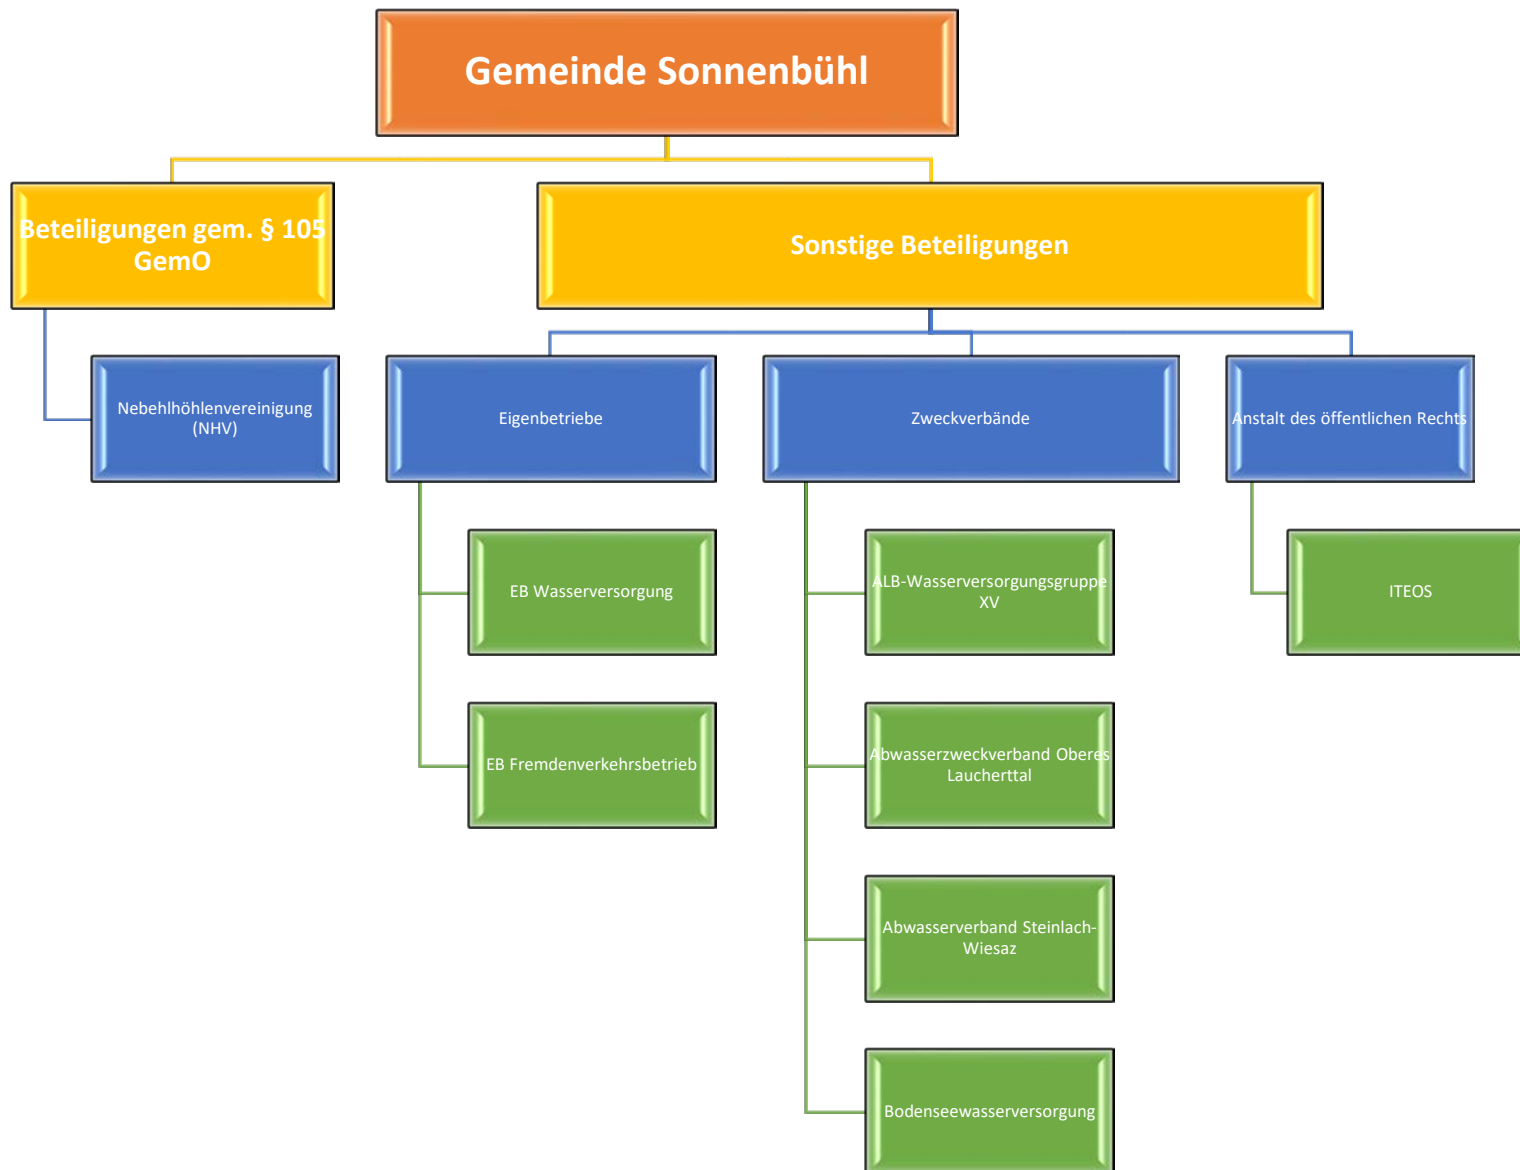 Gemeinde Sonnenbühl
Beteiligungen gem. § 105
GemO
Sonstige Beteiligungen
Nebehlhöhlenvereinigung
(NHV)
Eigenbetriebe
Zweckverbände
Anstalt des öffentlichen Rechts
EB Wasserversorgung
ALB-Wasserversorgungsgruppe
XV
ITEOS
EB Fremdenverkehrsbetrieb
Abwasserzweckverband Oberes
Laucherttal
Abwasserverband Steinlach-
Wiesaz
Bodenseewasserversorgung